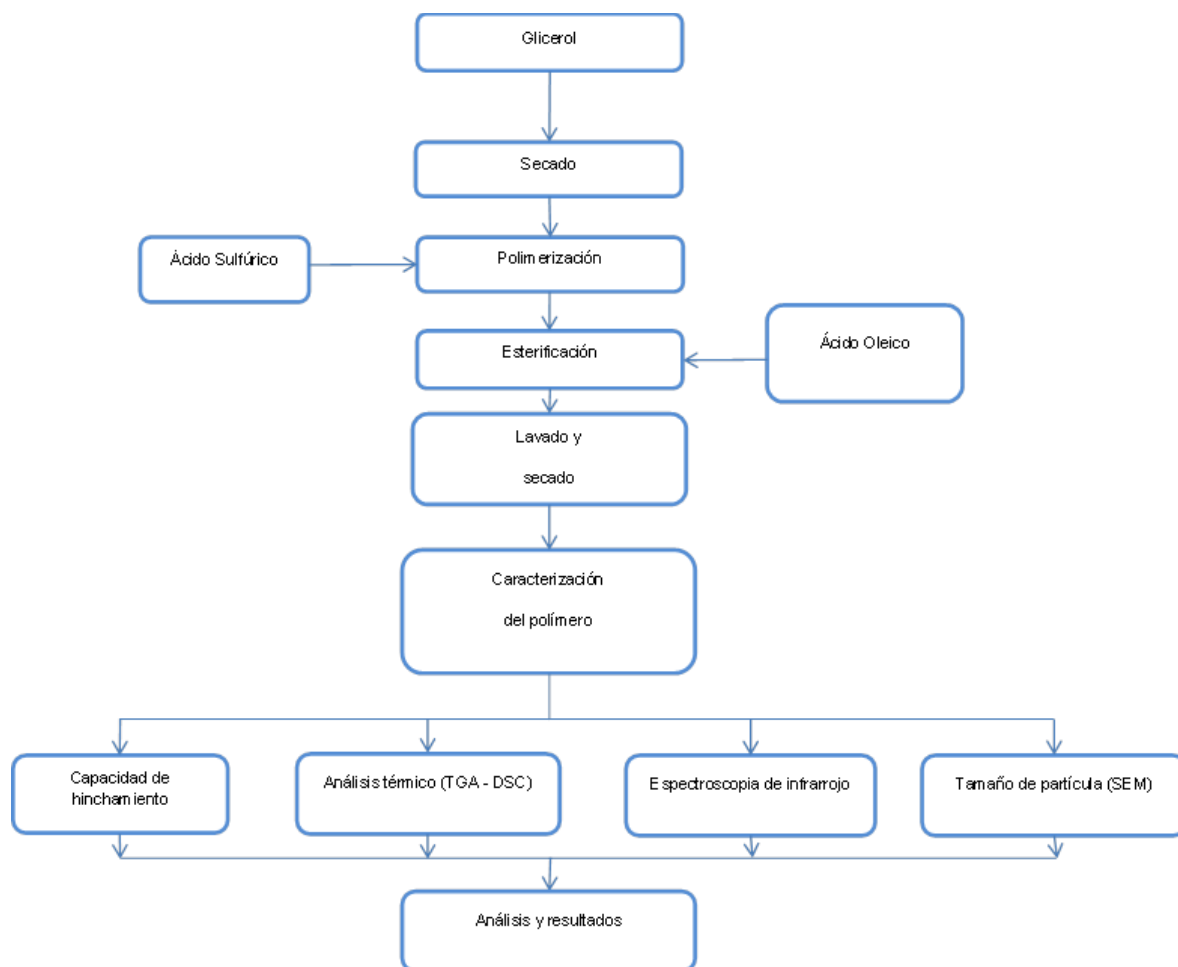 Glicerol
Secado
Ácido Sulfúrico
Polimerización
Esterificación
Ácido Oleico
Lavado y
secado
Caracterización
del polímero
Capacidad de
hinchamiento
Análisis térmico (TGA - DSC)
Espectroscopia de infrarrojo
Tamaño de partícula (SEM)
Análisis y resultados